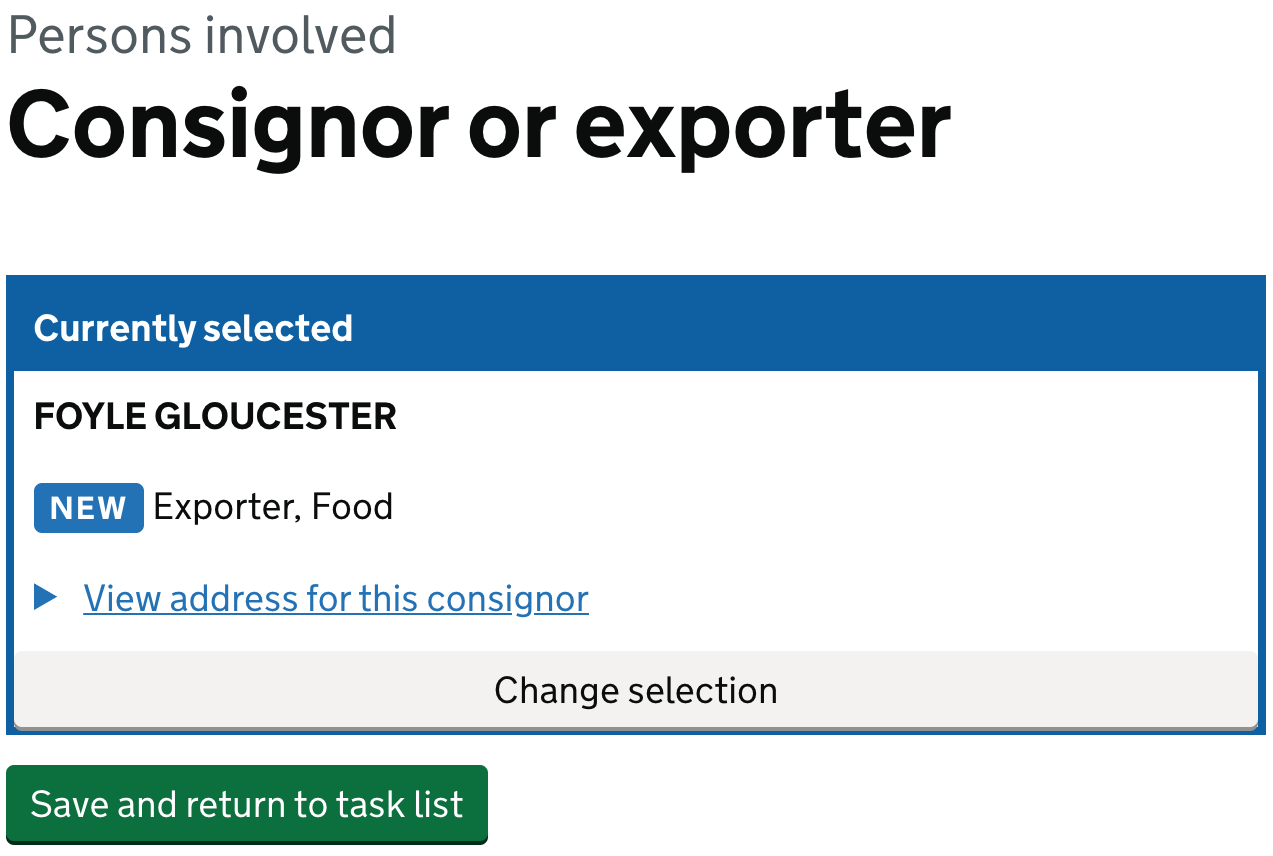 Persons involved
Consignor or exporter
Currently selected
FOYLE GLOUCESTER
NEW Exporter, Food
View address for this consignor
Change selection
Save and return to task list